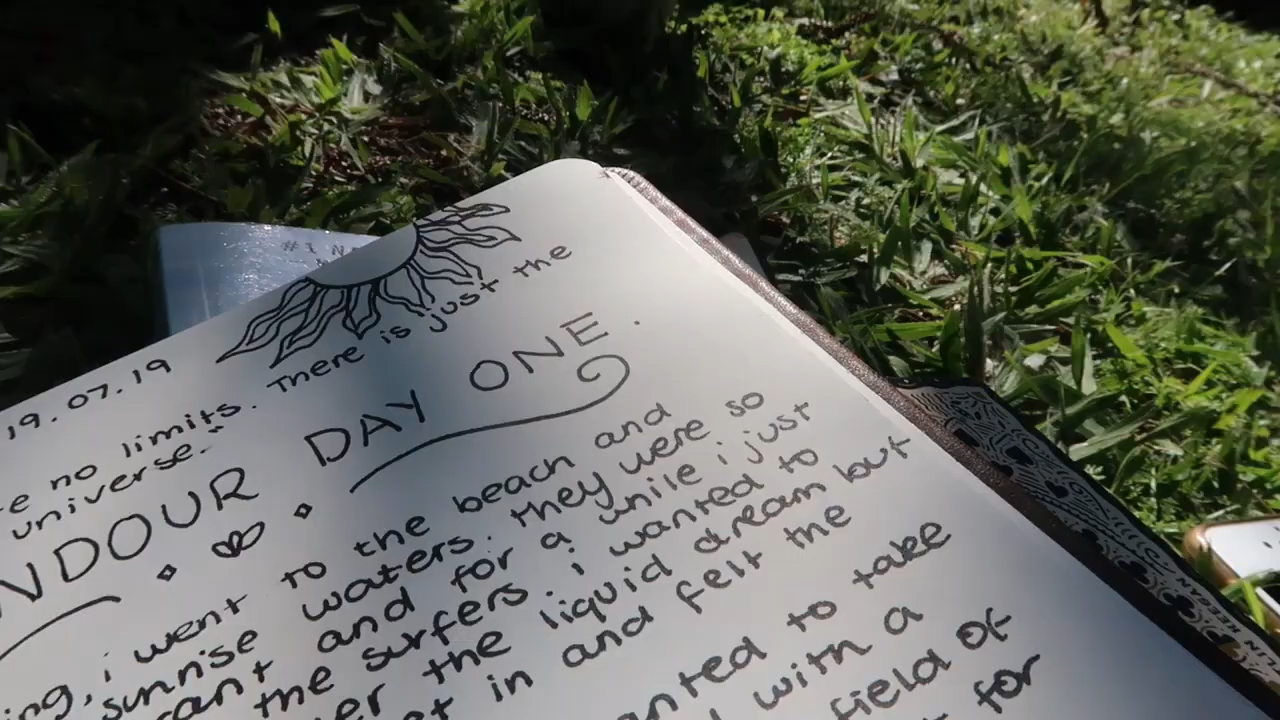 19.07.19
#1 N
e no limits. There is just the
universe."
NDOUR DAY ONE.
ng, i went to the beach and
sunrise waters. they were so
cant and for a while i just
the surfers. i wanted to
er the liquid dream but
et in and felt the
anted to take
with a
field of
for